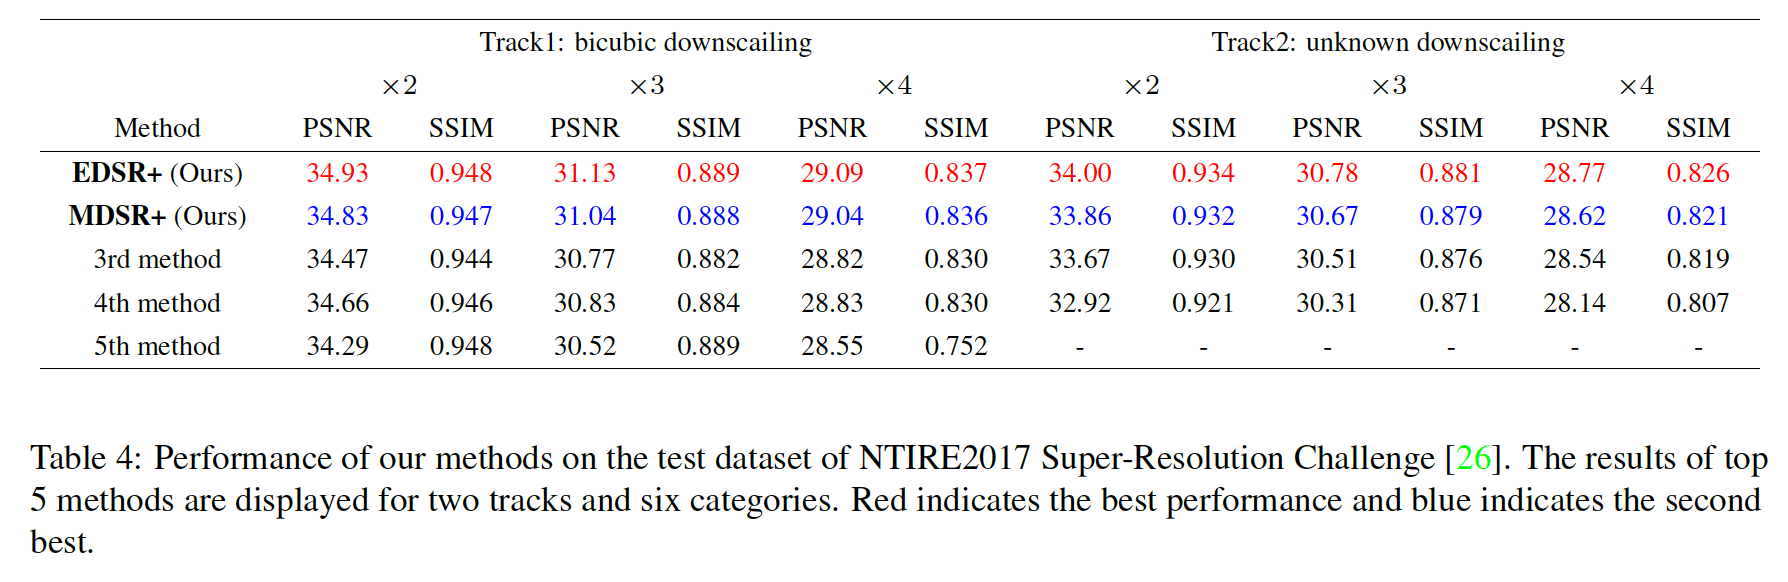 Track1: bicubic downscailing Track2: unknown downscailing
×2 ×3 ×4 ×2 ×3 ×4
Method PSNR SSIM PSNR SSIM PSNR SSIM PSNR SSIM PSNR SSIM PSNR SSIM
EDSR+ (Ours) 34.93 0.948 31.13 0.889 29.09 0.837 34.00 0.934 30.78 0.881 28.77 0.826
MDSR+ (Ours) 34.83 0.947 31.04 0.888 29.04 0.836 33.86 0.932 30.67 0.879 28.62 0.821
3rd method 34.47 0.944 30.77 0.882 28.82 0.830 33.67 0.930 30.51 0.876 28.54 0.819
4th method 34.66 0.946 30.83 0.884 28.83 0.830 32.92 0.921 30.31 0.871 28.14 0.807
5th method 34.29 0.948 30.52 0.889 28.55 0.752 - - - - - -
Table 4: Performance of our methods on the test dataset of NTIRE2017 Super-Resolution Challenge [26]. The results of top
5 methods are displayed for two tracks and six categories. Red indicates the best performance and blue indicates the second
best.